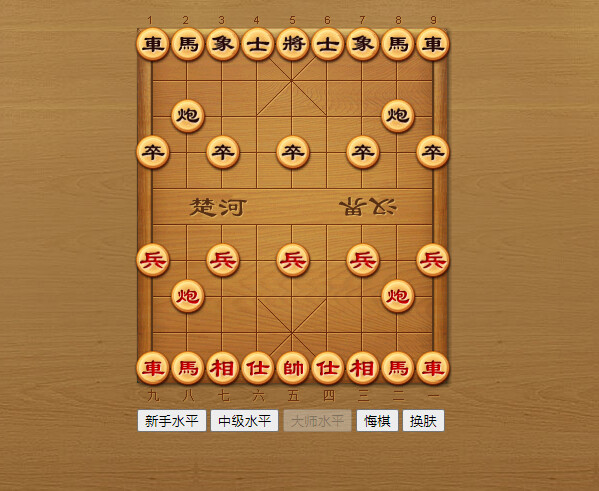 1 2 3 4 5 6 7 8 9
車 馬 象 士 將 士 象 馬 車
炮 炮
卒 卒 卒 卒 卒
楚河 漢界
兵 兵 兵 兵 兵
炮 炮
車 馬 相 仕 帥 仕 相 馬 車
九 八 七 六 五 四 三 二 一
新手水平 中级水平 大师水平 悔棋 换肤